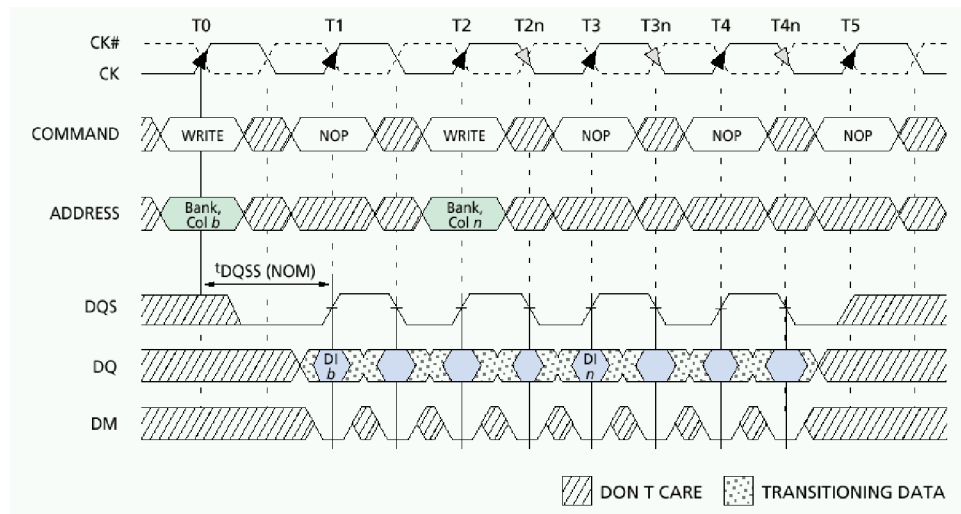 T0 T1 T2 T2n T3 T3n T4 T4n T5
CK#
CK
COMMAND WRITE NOP WRITE NOP NOP NOP
ADDRESS Bank, Col b Bank, Col n
tDQSS (NOM)
DQS
DQ DI b DI n
DM
DON T CARE TRANSITIONING DATA